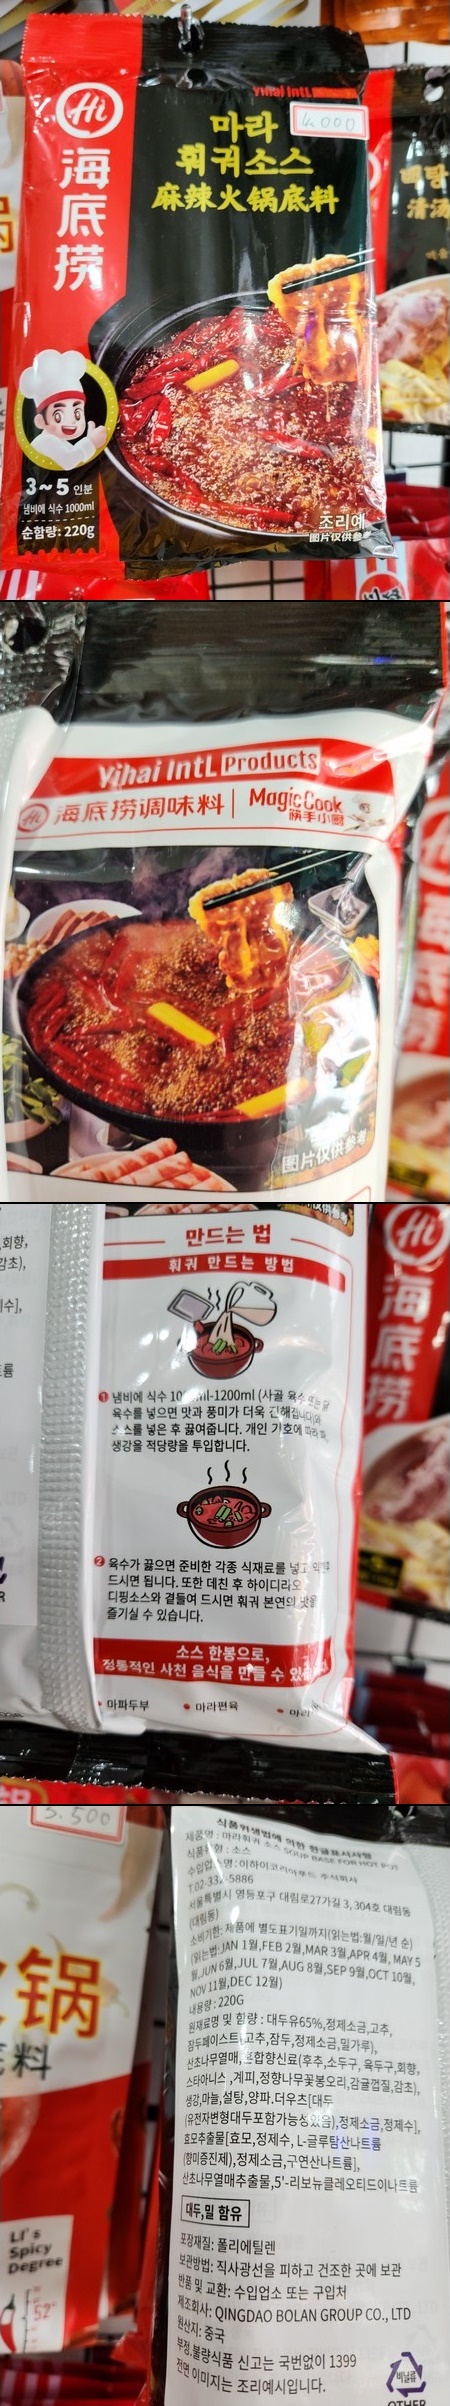 Yihai Intl.
Hi
海底捞
마라
훠궈소스
麻辣火锅底料
4,000
清汤
3~5 인분
냄비에 식수 1000ml
순함량: 220g
조리예
图片仅供参考
Yihai Intl. Products
Hi 海底捞调味料 | MagicCook
筷手小厨
图片仅供参考
만드는 법
훠궈 만드는 방법
Hi
海底捞
1 냄비에 식수 1000ml-1200ml (사골 육수 또는 닭
육수를 넣으면 맛과 풍미가 더욱 진해집니다)와
소스를 넣은 후 끓여줍니다. 개인 기호에 따라 파,
생강을 적당량을 투입합니다.
2 육수가 끓으면 준비한 각종 식재료를 넣고 익혀
드시면 됩니다. 또한 데친 후 하이디라오
디핑소스와 곁들여 드시면 훠궈 본연의 맛을
즐기실 수 있습니다.
소스 한봉으로,
정통적인 사천 음식을 만들 수 있습니다.
마파두부 마라편육
3.500
火锅
底料
LI's
Spicy
Degree
52°
식품위생법에 의한 한글표시사항
제품명 : 마라훠궈 소스 SOUP BASE FOR HOT POT
식품유형 : 소스
수입업소명 : 이하이코리아푸드 주식회사
T.02-332-5886
서울특별시 영등포구 대림로27가길 3, 304호 대림동
(대림동)
소비기한: 제품에 별도표기일까지(읽는법:월/일/년 순)
(읽는법:JAN 1월,FEB 2월,MAR 3월,APR 4월, MAY 5
월,JUN 6월,JUL 7월,AUG 8월,SEP 9월,OCT 10월,
NOV 11월,DEC 12월)
내용량 : 220G
원재료명 및 함량 : 대두유65%,정제소금,고추,
잠두페이스트(고추,잠두,정제소금,밀가루),
산초나무열매,혼합향신료(후추,소두구, 육두구,회향,
스타아니스 ,계피,정향나무꽃봉오리,감귤껍질,감초),
생강,마늘,설탕,양파.더우츠[대두
(유전자변형대두포함가능성있음),정제소금,정제수],
효모추출물[효모,정제수, L-글루탐산나트륨
(향미증진제),정제소금,구연산나트륨],
산초나무열매추출물,5'-리보뉴클레오티드이나트륨
대두,밀 함유
포장재질: 폴리에틸렌
보관방법: 직사광선을 피하고 건조한 곳에 보관
반품 및 교환: 수입업소 또는 구입처
제조회사: QINGDAO BOLAN GROUP CO., LTD
원산지: 중국
부정.불량식품 신고는 국번없이 1399
전면 이미지는 조리예시입니다.
비닐류
OTHER